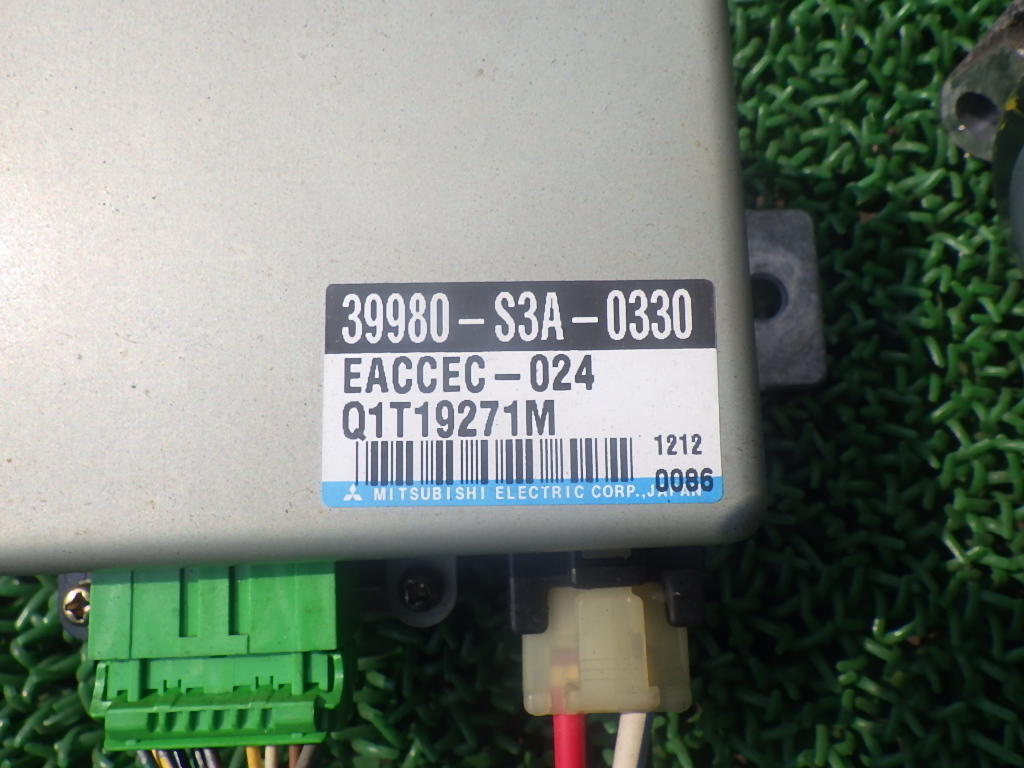 39980-S3A-0330
EACCEC-024
Q1T19271M
1212
0086
MITSUBISHI ELECTRIC CORP., JAPAN